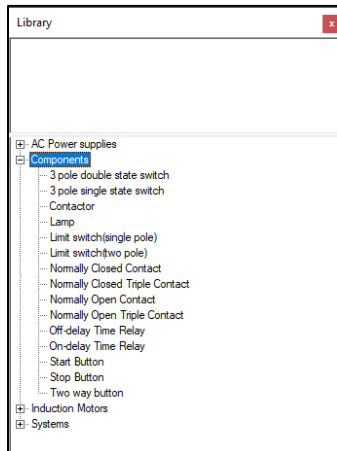 Library
x
AC Power supplies
Components
3 pole double state switch
3 pole single state switch
Contactor
Lamp
Limit switch(single pole)
Limit switch(two pole)
Normally Closed Contact
Normally Closed Triple Contact
Normally Open Contact
Normally Open Triple Contact
Off-delay Time Relay
On-delay Time Relay
Start Button
Stop Button
Two way button
Induction Motors
Systems